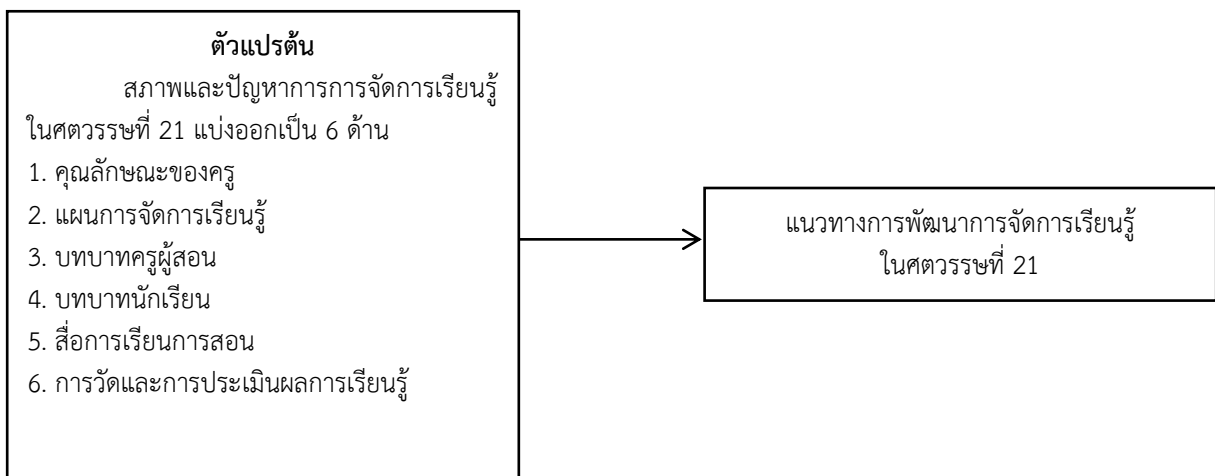 ตัวแปรต้น
สภาพและปัญหาการการจัดการเรียนรู้
ในศตวรรษที่ 21 แบ่งออกเป็น 6 ด้าน
1. คุณลักษณะของครู
2. แผนการจัดการเรียนรู้
3. บทบาทครูผู้สอน
4. บทบาทนักเรียน
5. สื่อการเรียนการสอน
6. การวัดและการประเมินผลการเรียนรู้
แนวทางการพัฒนาการจัดการเรียนรู้
ในศตวรรษที่ 21